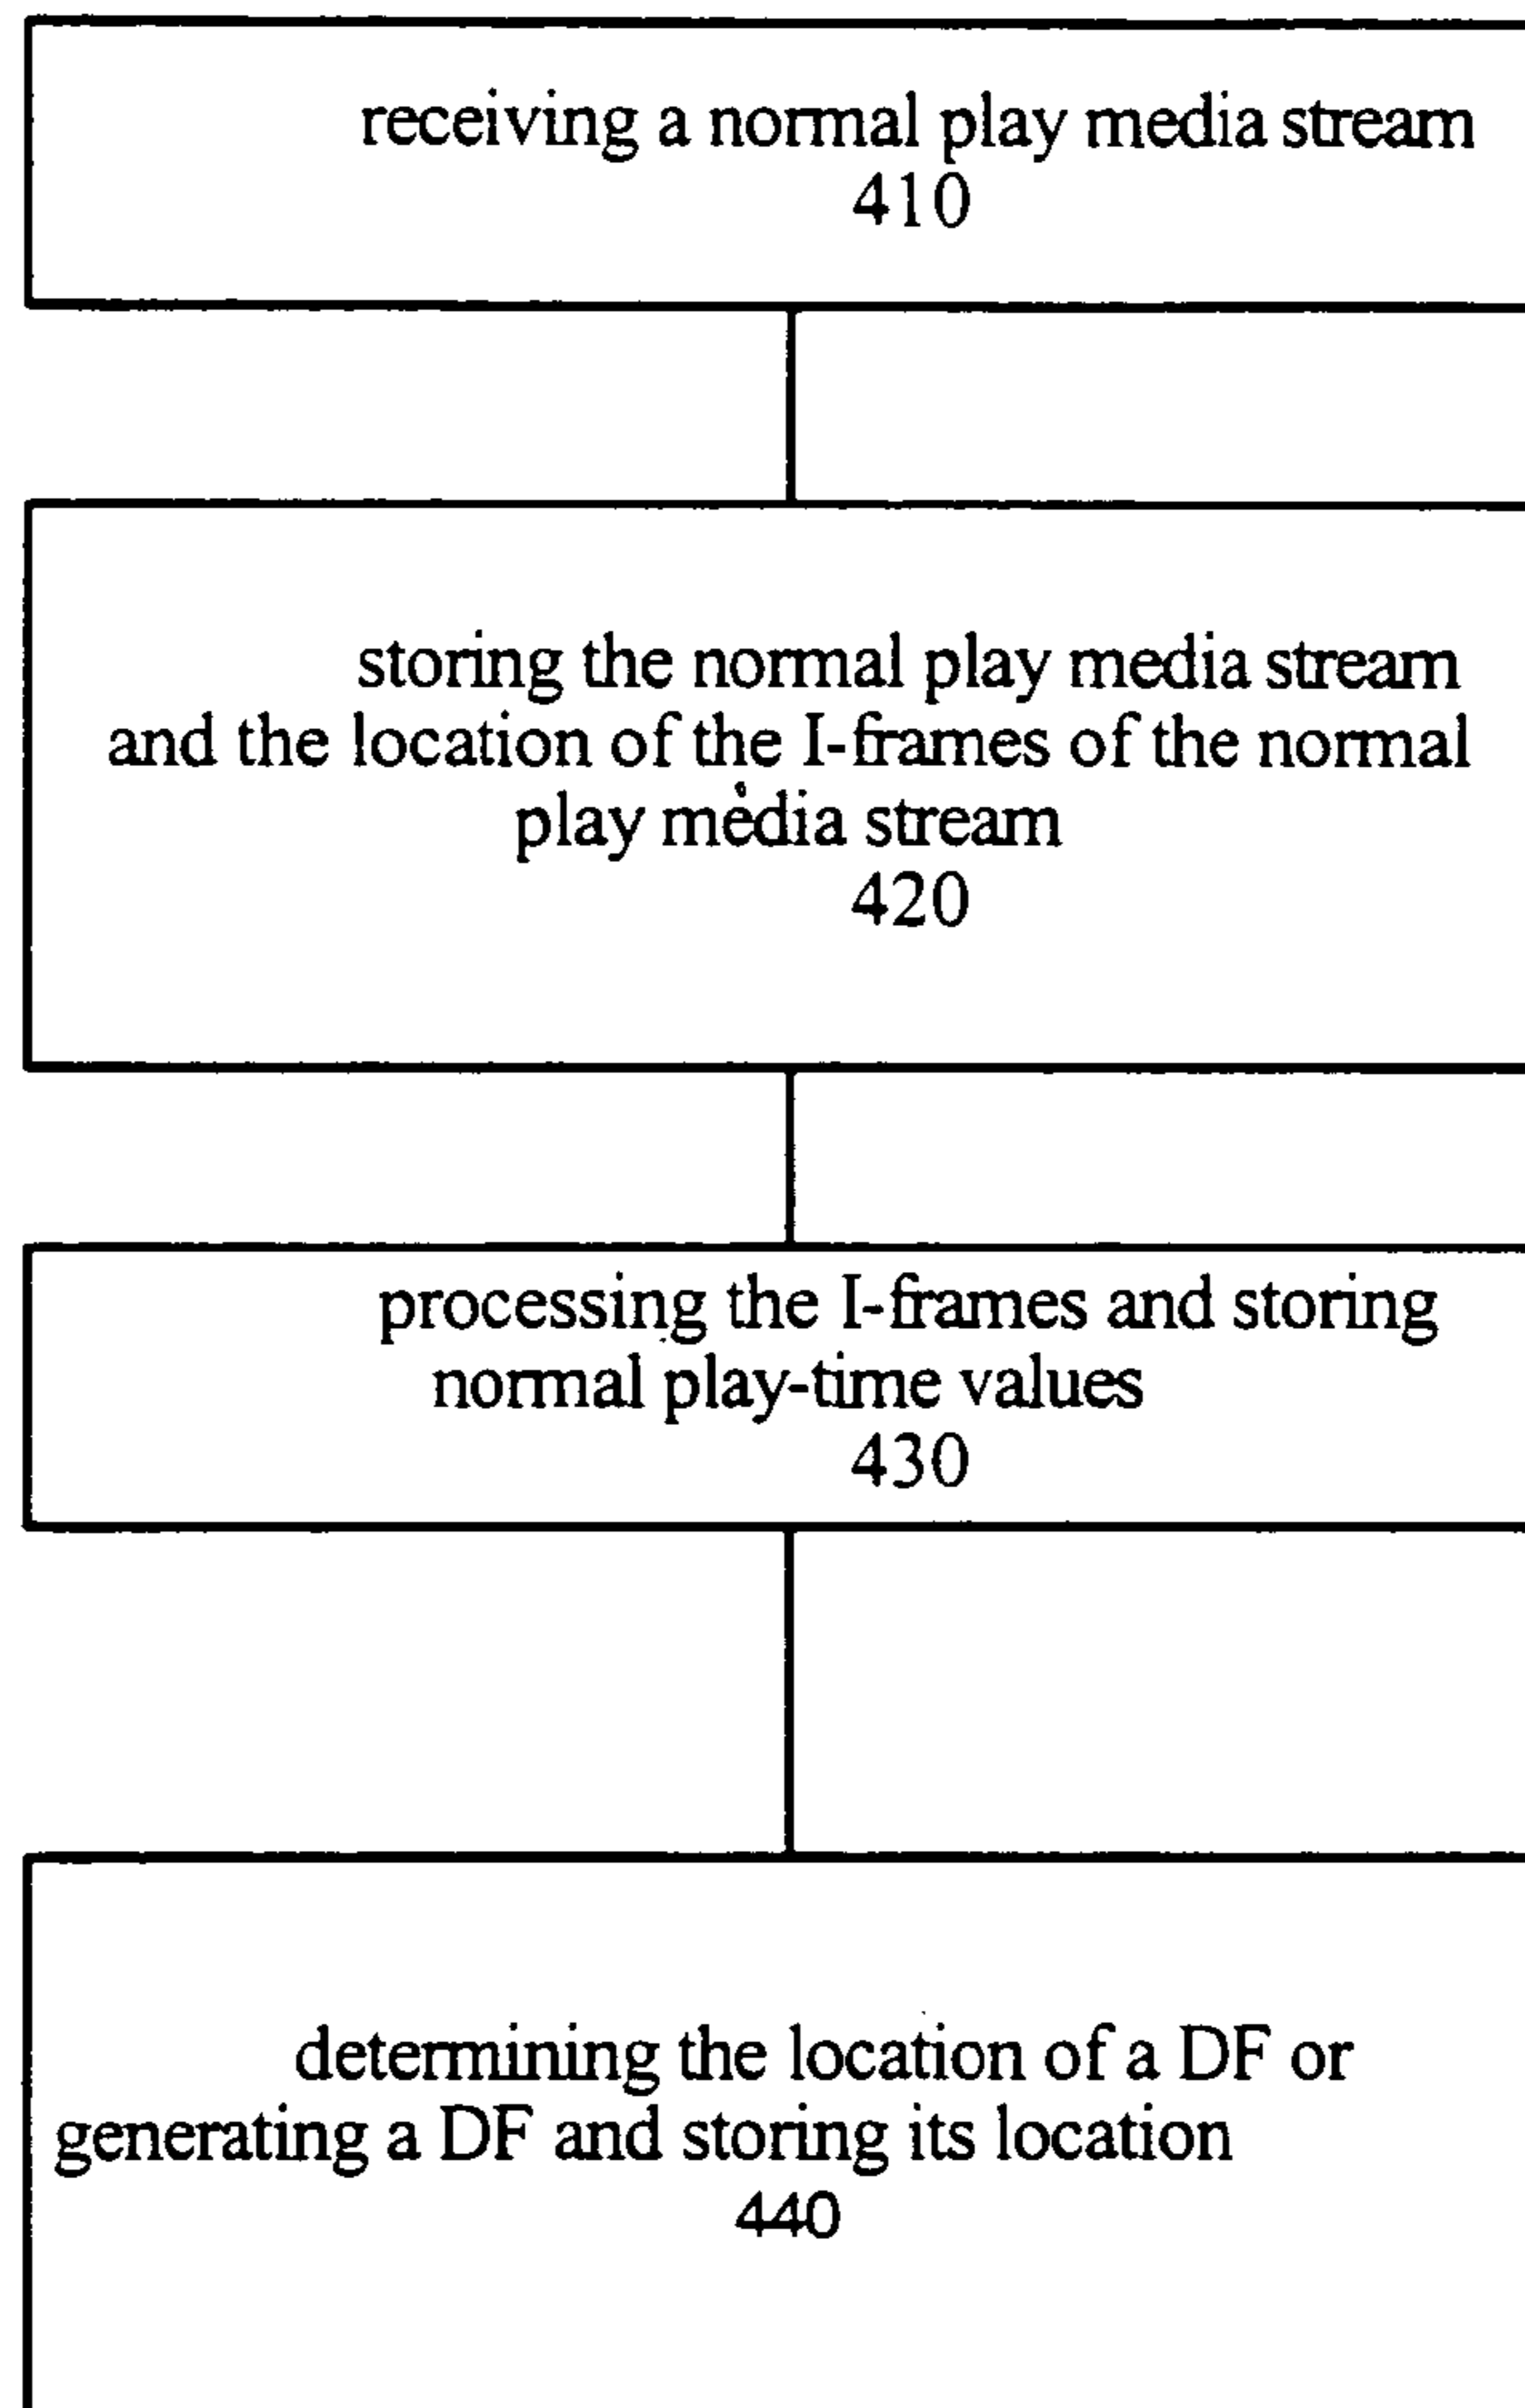 receiving a normal play media stream
410
storing the normal play media stream
and the location of the I-frames of the normal
play media stream
420
processing the I-frames and storing
normal play-time values
430
determining the location of a DF or
generating a DF and storing its location
440